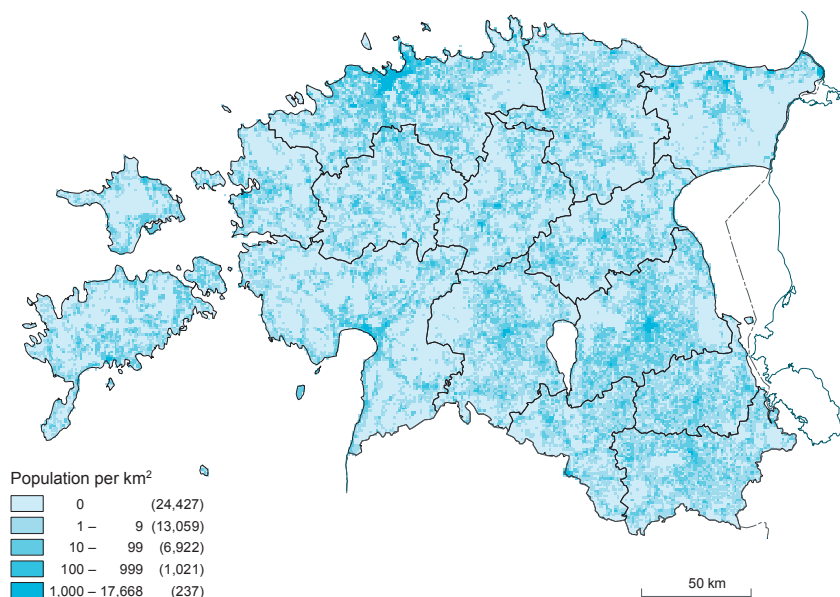 Population per km²
0 (24,427)
1 – 9 (13,059)
10 – 99 (6,922)
100 – 999 (1,021)
1,000 – 17,668 (237)
50 km